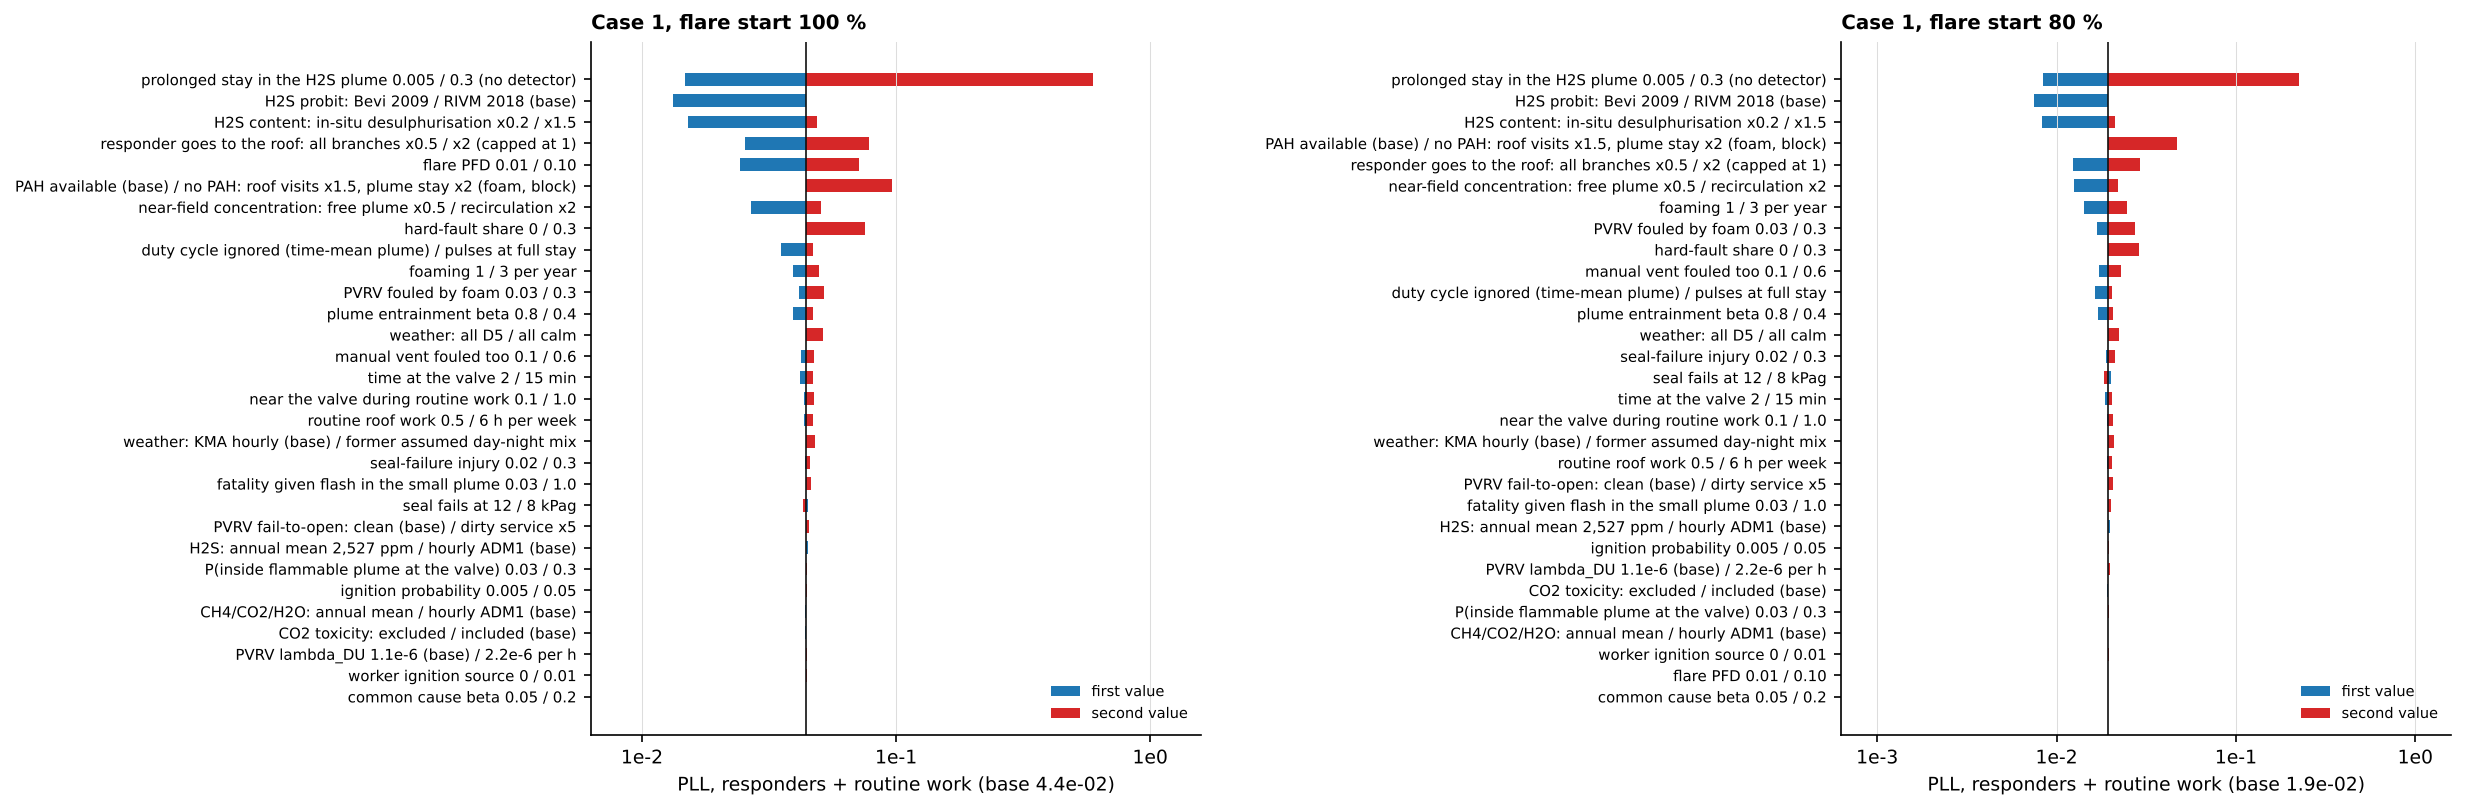 Case 1, flare start 100 %
prolonged stay in the H2S plume 0.005 / 0.3 (no detector)
H2S probit: Bevi 2009 / RIVM 2018 (base)
H2S content: in-situ desulphurisation x0.2 / x1.5
responder goes to the roof: all branches x0.5 / x2 (capped at 1)
flare PFD 0.01 / 0.10
PAH available (base) / no PAH: roof visits x1.5, plume stay x2 (foam, block)
near-field concentration: free plume x0.5 / recirculation x2
hard-fault share 0 / 0.3
duty cycle ignored (time-mean plume) / pulses at full stay
foaming 1 / 3 per year
PVRV fouled by foam 0.03 / 0.3
plume entrainment beta 0.8 / 0.4
weather: all D5 / all calm
manual vent fouled too 0.1 / 0.6
time at the valve 2 / 15 min
near the valve during routine work 0.1 / 1.0
routine roof work 0.5 / 6 h per week
weather: KMA hourly (base) / former assumed day-night mix
seal-failure injury 0.02 / 0.3
fatality given flash in the small plume 0.03 / 1.0
seal fails at 12 / 8 kPag
PVRV fail-to-open: clean (base) / dirty service x5
H2S: annual mean 2,527 ppm / hourly ADM1 (base)
P(inside flammable plume at the valve) 0.03 / 0.3
ignition probability 0.005 / 0.05
CH4/CO2/H2O: annual mean / hourly ADM1 (base)
CO2 toxicity: excluded / included (base)
PVRV lambda_DU 1.1e-6 (base) / 2.2e-6 per h
worker ignition source 0 / 0.01
common cause beta 0.05 / 0.2
first value
second value
1e-2
1e-1
1e0
PLL, responders + routine work (base 4.4e-02)
Case 1, flare start 80 %
prolonged stay in the H2S plume 0.005 / 0.3 (no detector)
H2S probit: Bevi 2009 / RIVM 2018 (base)
H2S content: in-situ desulphurisation x0.2 / x1.5
PAH available (base) / no PAH: roof visits x1.5, plume stay x2 (foam, block)
responder goes to the roof: all branches x0.5 / x2 (capped at 1)
near-field concentration: free plume x0.5 / recirculation x2
foaming 1 / 3 per year
PVRV fouled by foam 0.03 / 0.3
hard-fault share 0 / 0.3
manual vent fouled too 0.1 / 0.6
duty cycle ignored (time-mean plume) / pulses at full stay
plume entrainment beta 0.8 / 0.4
weather: all D5 / all calm
seal-failure injury 0.02 / 0.3
seal fails at 12 / 8 kPag
time at the valve 2 / 15 min
near the valve during routine work 0.1 / 1.0
weather: KMA hourly (base) / former assumed day-night mix
routine roof work 0.5 / 6 h per week
PVRV fail-to-open: clean (base) / dirty service x5
fatality given flash in the small plume 0.03 / 1.0
H2S: annual mean 2,527 ppm / hourly ADM1 (base)
ignition probability 0.005 / 0.05
PVRV lambda_DU 1.1e-6 (base) / 2.2e-6 per h
CO2 toxicity: excluded / included (base)
P(inside flammable plume at the valve) 0.03 / 0.3
CH4/CO2/H2O: annual mean / hourly ADM1 (base)
worker ignition source 0 / 0.01
flare PFD 0.01 / 0.10
common cause beta 0.05 / 0.2
first value
second value
1e-3
1e-2
1e-1
1e0
PLL, responders + routine work (base 1.9e-02)